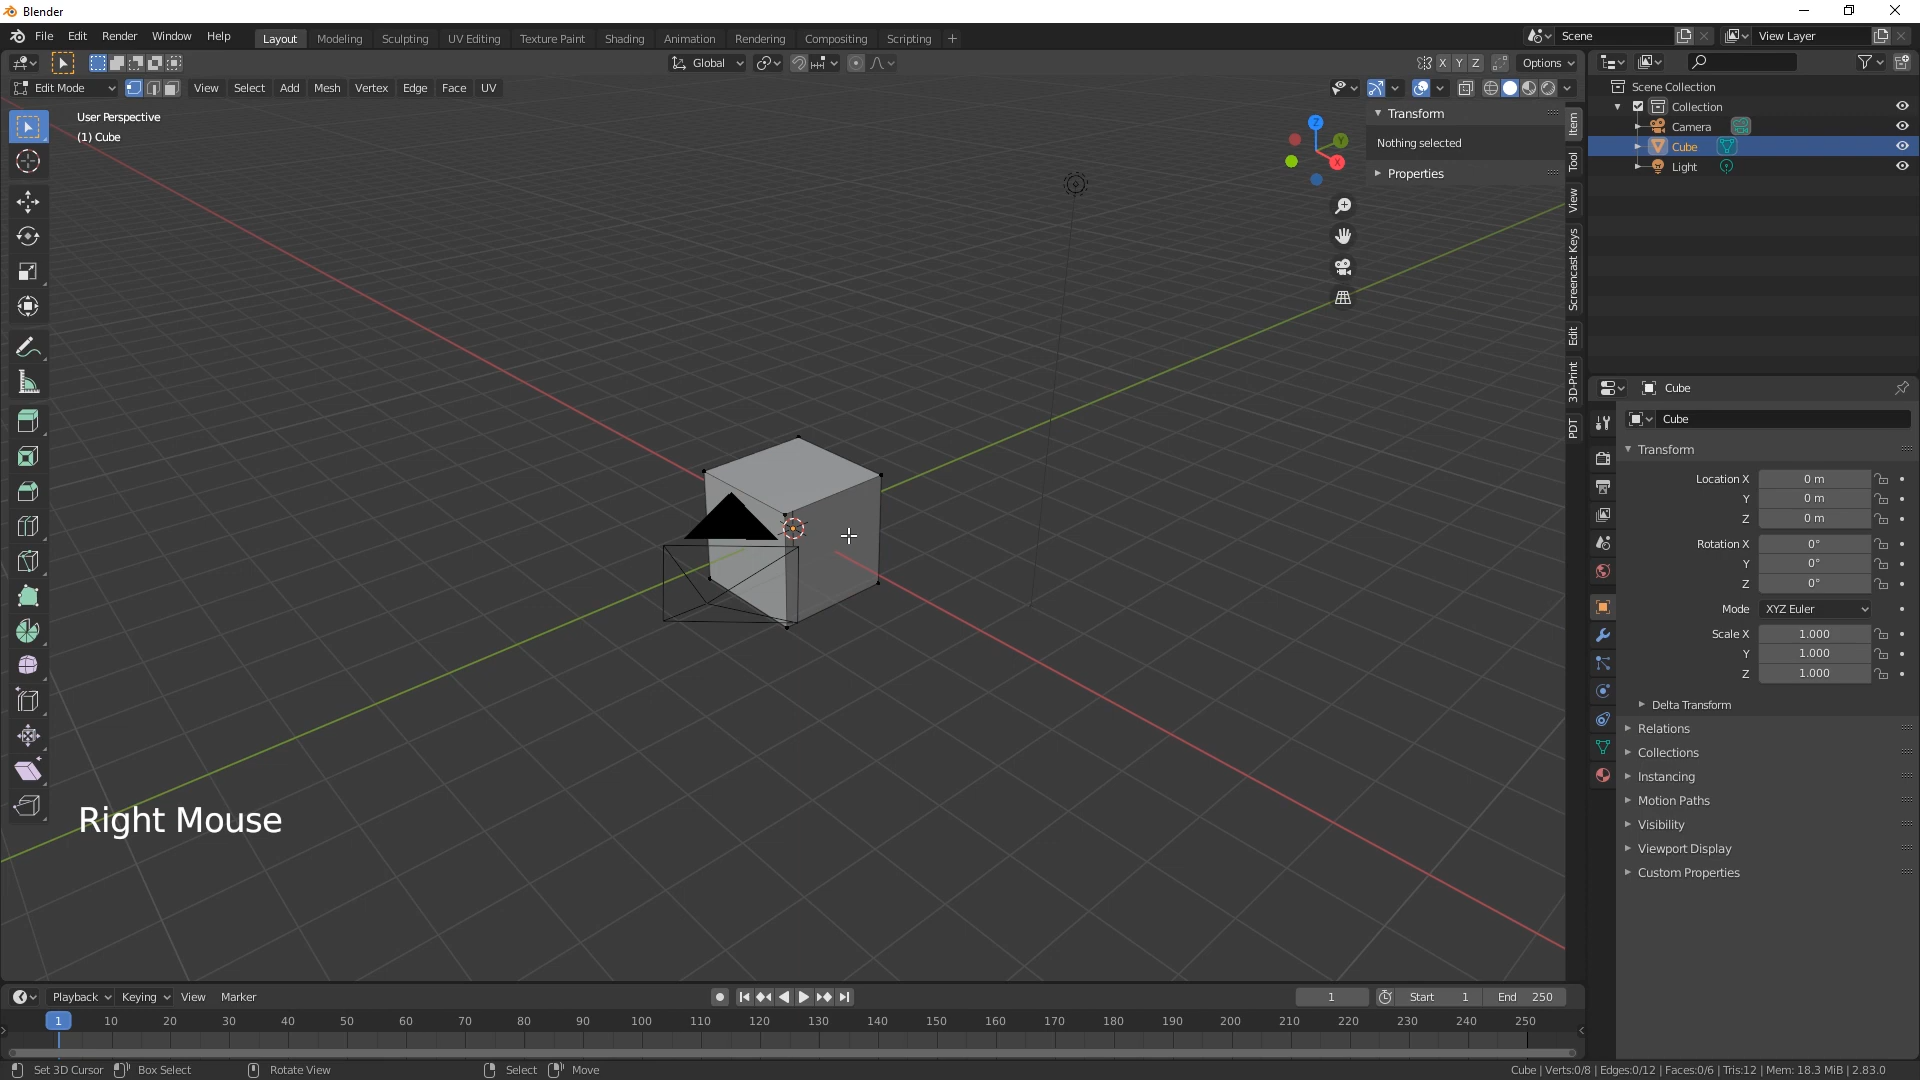 Blender
File Edit Render Window Help Layout Modeling Sculpting UV Editing Texture Paint Shading Animation Rendering Compositing Scripting + Scene View Layer
Global X Y Z Options
Edit Mode View Select Add Mesh Vertex Edge Face UV
User Perspective
(1) Cube
Z
Y
X
Transform
Nothing selected
Properties
Item
Tool
View
Screencast Keys
Edit
3D-Print
PDT
Scene Collection
Collection
Camera
Cube
Light
Cube
Cube
Transform
Location X 0 m
Y 0 m
Z 0 m
Rotation X 0°
Y 0°
Z 0°
Mode XYZ Euler
Scale X 1.000
Y 1.000
Z 1.000
Delta Transform
Relations
Collections
Instancing
Motion Paths
Visibility
Viewport Display
Custom Properties
Right Mouse
Playback Keying View Marker 1 Start 1 End 250
1 10 20 30 40 50 60 70 80 90 100 110 120 130 140 150 160 170 180 190 200 210 220 230 240 250
Set 3D Cursor Box Select Rotate View Select Move Cube | Verts:0/8 | Edges:0/12 | Faces:0/6 | Tris:12 | Mem: 18.3 MiB | 2.83.0